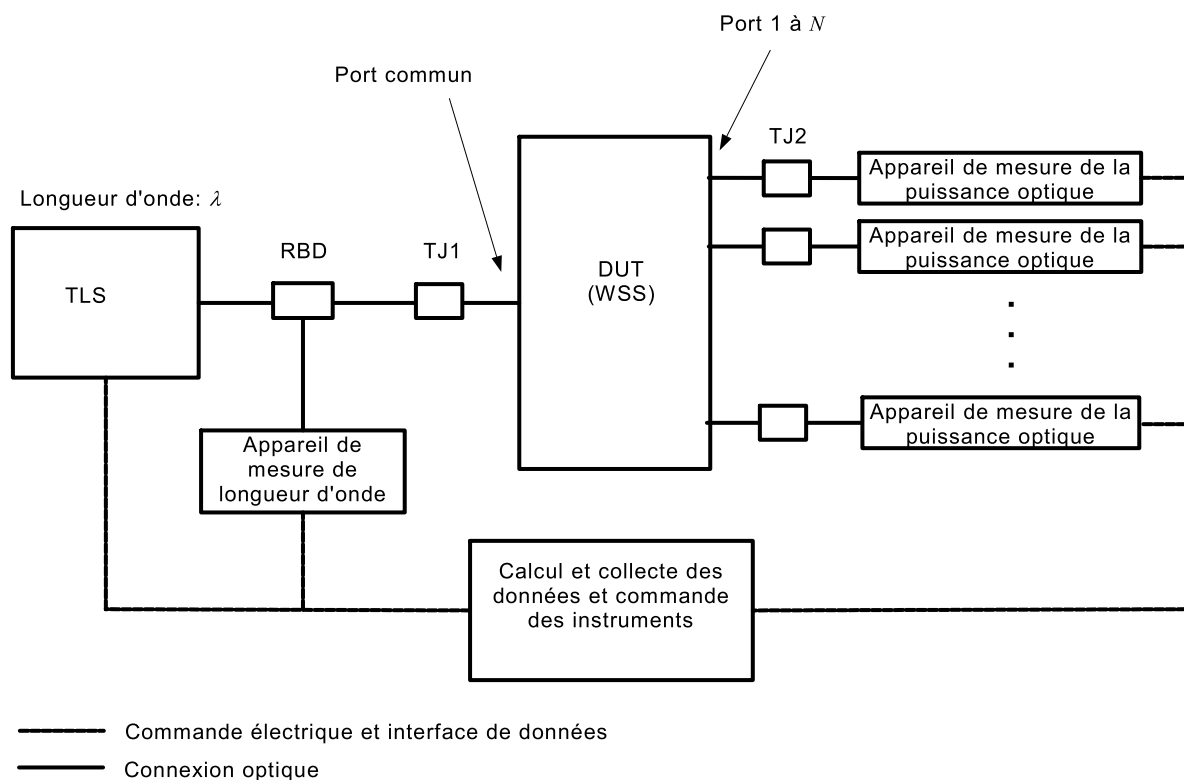 Port 1 à N
Port commun
TJ2
Appareil de mesure de la
puissance optique
Longueur d'onde: λ
Appareil de mesure de la
puissance optique
RBD
TJ1
TLS
DUT
(WSS)
.
.
.
Appareil de mesure de la
puissance optique
Appareil de
mesure de
longueur d'onde
Calcul et collecte des
données et commande
des instruments
Commande électrique et interface de données
Connexion optique